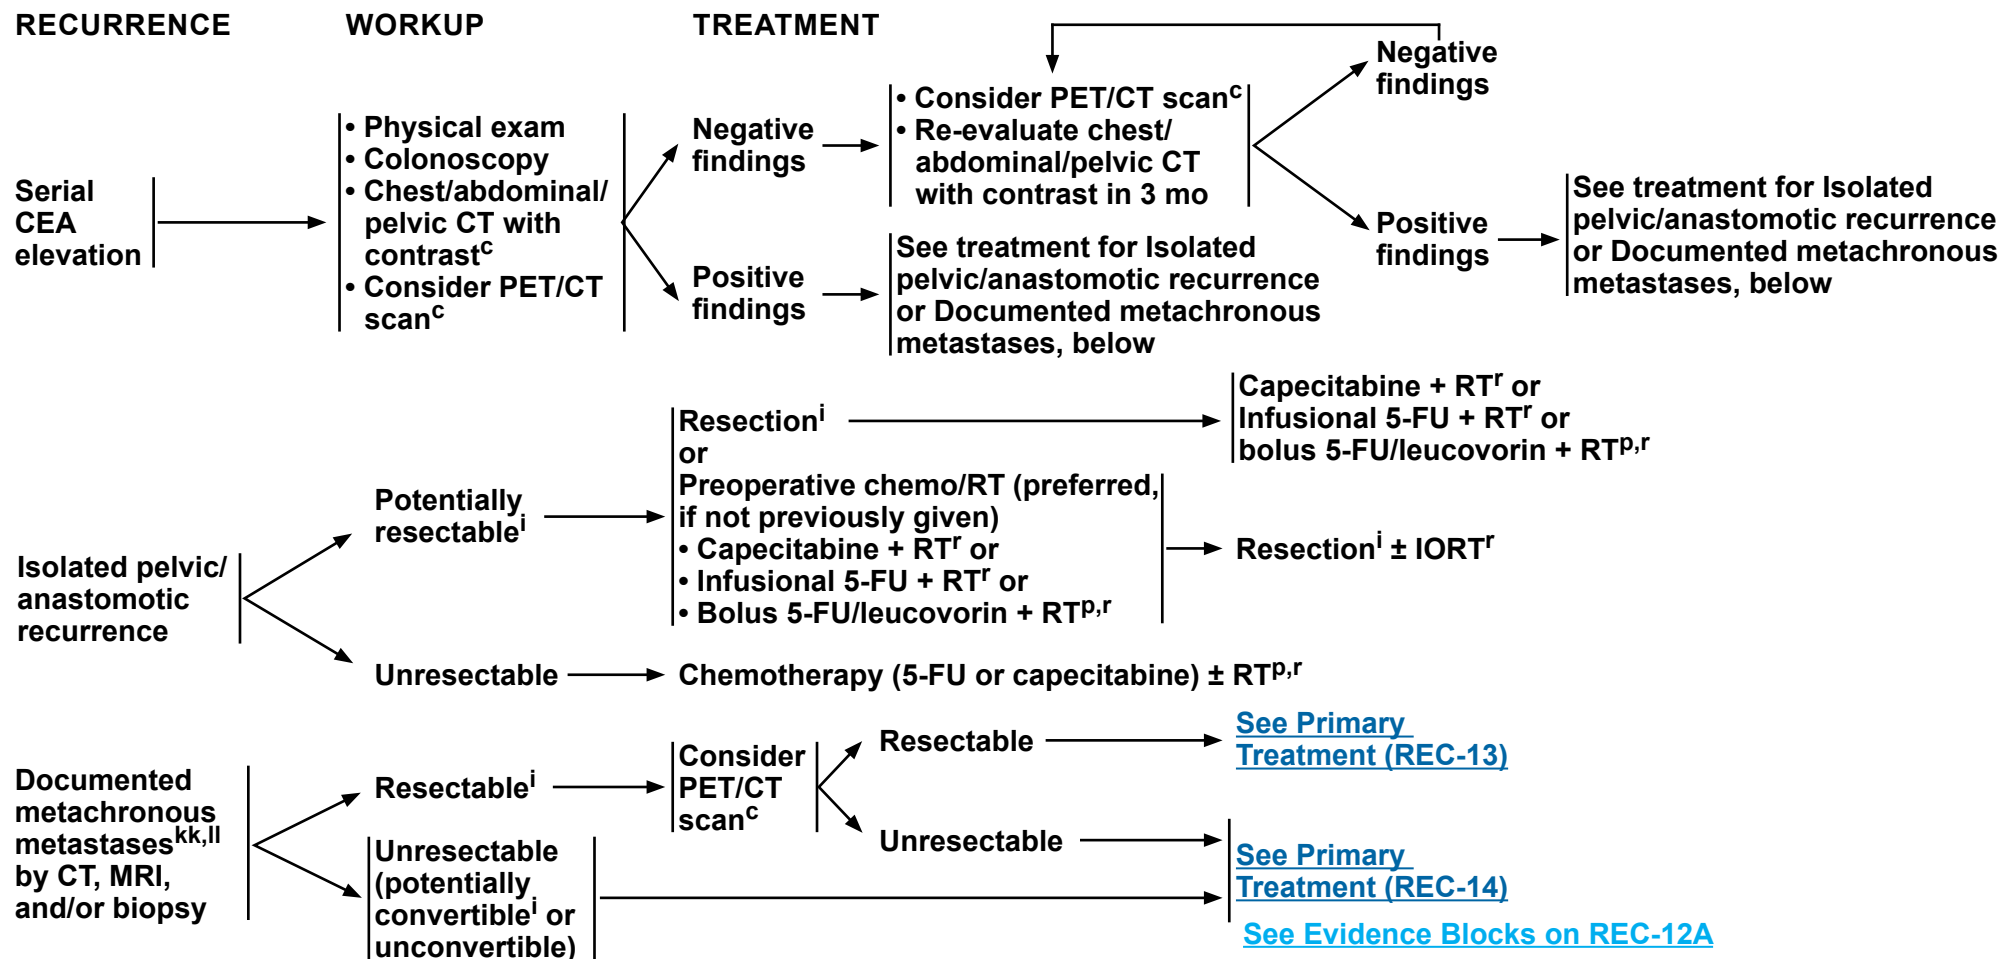 RECURRENCE
WORKUP
TREATMENT
Serial
CEA
elevation
• Physical exam
• Colonoscopy
• Chest/abdominal/
pelvic CT with
contrastc
• Consider PET/CT
scanc
Negative
findings
• Consider PET/CT scanc
• Re-evaluate chest/
abdominal/pelvic CT
with contrast in 3 mo
Negative
findings
Positive
findings
See treatment for Isolated
pelvic/anastomotic recurrence
or Documented metachronous
metastases, below
Positive
findings
See treatment for Isolated
pelvic/anastomotic recurrence
or Documented metachronous
metastases, below
Isolated pelvic/
anastomotic
recurrence
Potentially
resectablei
Resectioni
or
Preoperative chemo/RT (preferred,
if not previously given)
• Capecitabine + RTr or
• Infusional 5-FU + RTr or
• Bolus 5-FU/leucovorin + RTp,r
Capecitabine + RTr or
Infusional 5-FU + RTr or
bolus 5-FU/leucovorin + RTp,r
Resectioni ± IORTr
Unresectable
Chemotherapy (5-FU or capecitabine) ± RTp,r
Documented
metachronous
metastaseskk,ll
by CT, MRI,
and/or biopsy
Resectablei
Consider
PET/CT
scanc
Resectable
See Primary
Treatment (REC-13)
Unresectable
See Primary
Treatment (REC-14)
Unresectable
(potentially
convertiblei or
unconvertible)
See Evidence Blocks on REC-12A